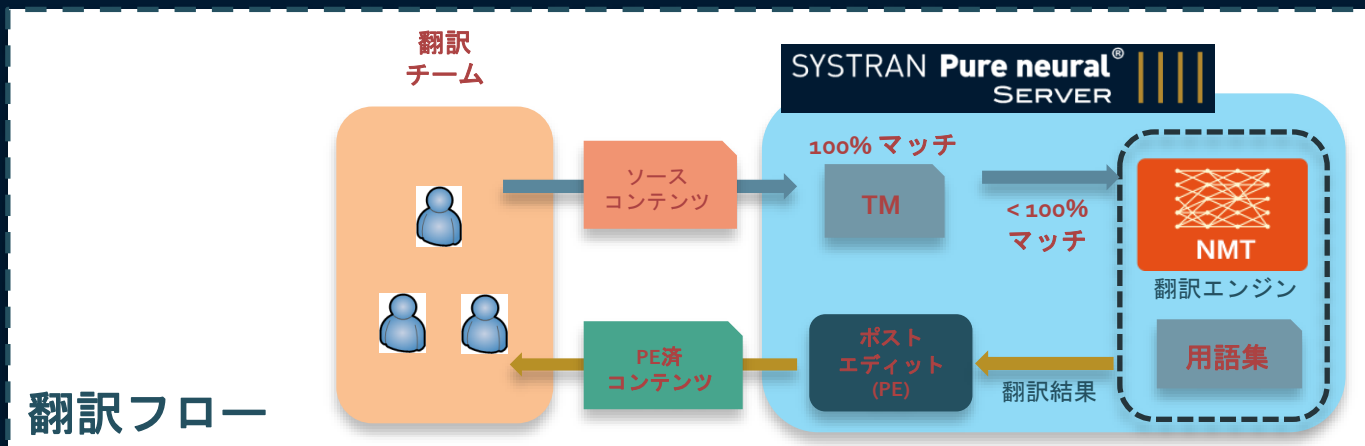 翻訳
チーム
SYSTRAN Pure neural®
SERVER
ソース
コンテンツ
100% マッチ
TM
< 100%
マッチ
NMT
翻訳エンジン
用語集
ポスト
エディット
(PE)
翻訳結果
PE済
コンテンツ
翻訳フロー